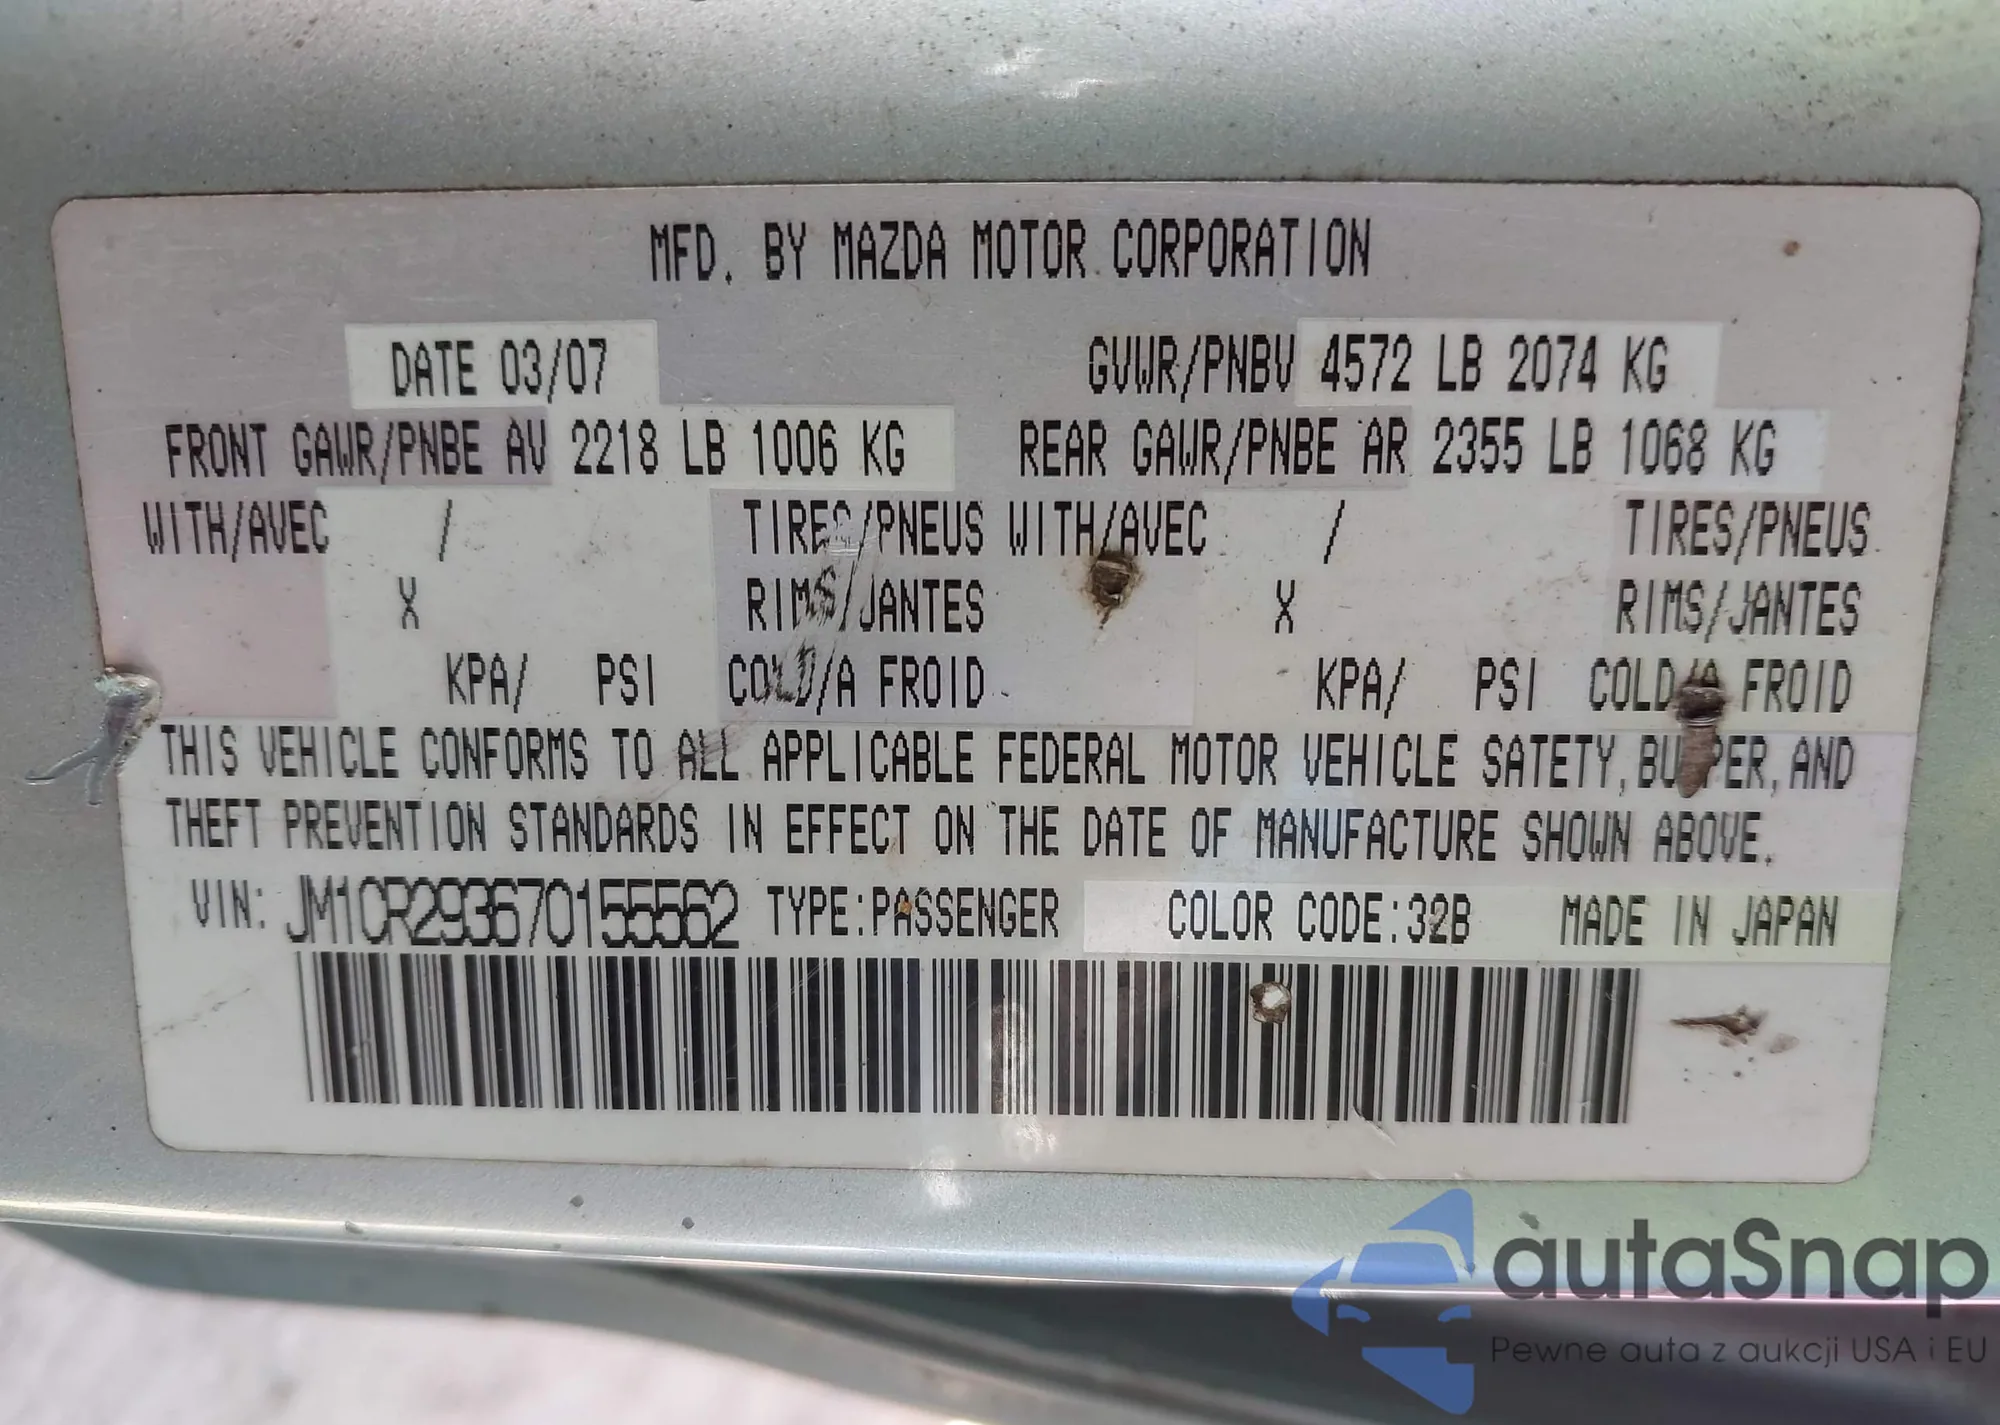 MFD. BY MAZDA MOTOR CORPORATION
DATE 03/07 GVWR/PNBV 4572 LB 2074 KG
FRONT GAWR/PNBE AV 2218 LB 1006 KG REAR GAWR/PNBE AR 2355 LB 1068 KG
WITH/AVEC / TIRES/PNEUS WITH/AVEC / TIRES/PNEUS
X RIMS/JANTES X RIMS/JANTES
KPA/ PSI COLD/A FROID KPA/ PSI COLD/A FROID
THIS VEHICLE CONFORMS TO ALL APPLICABLE FEDERAL MOTOR VEHICLE SATETY, BUMPER, AND
THEFT PREVENTION STANDARDS IN EFFECT ON THE DATE OF MANUFACTURE SHOWN ABOVE.
VIN: JM1CR293670155562 TYPE:PASSENGER COLOR CODE:32B MADE IN JAPAN
autaSnap
Pewne auta z aukcji USA i EU